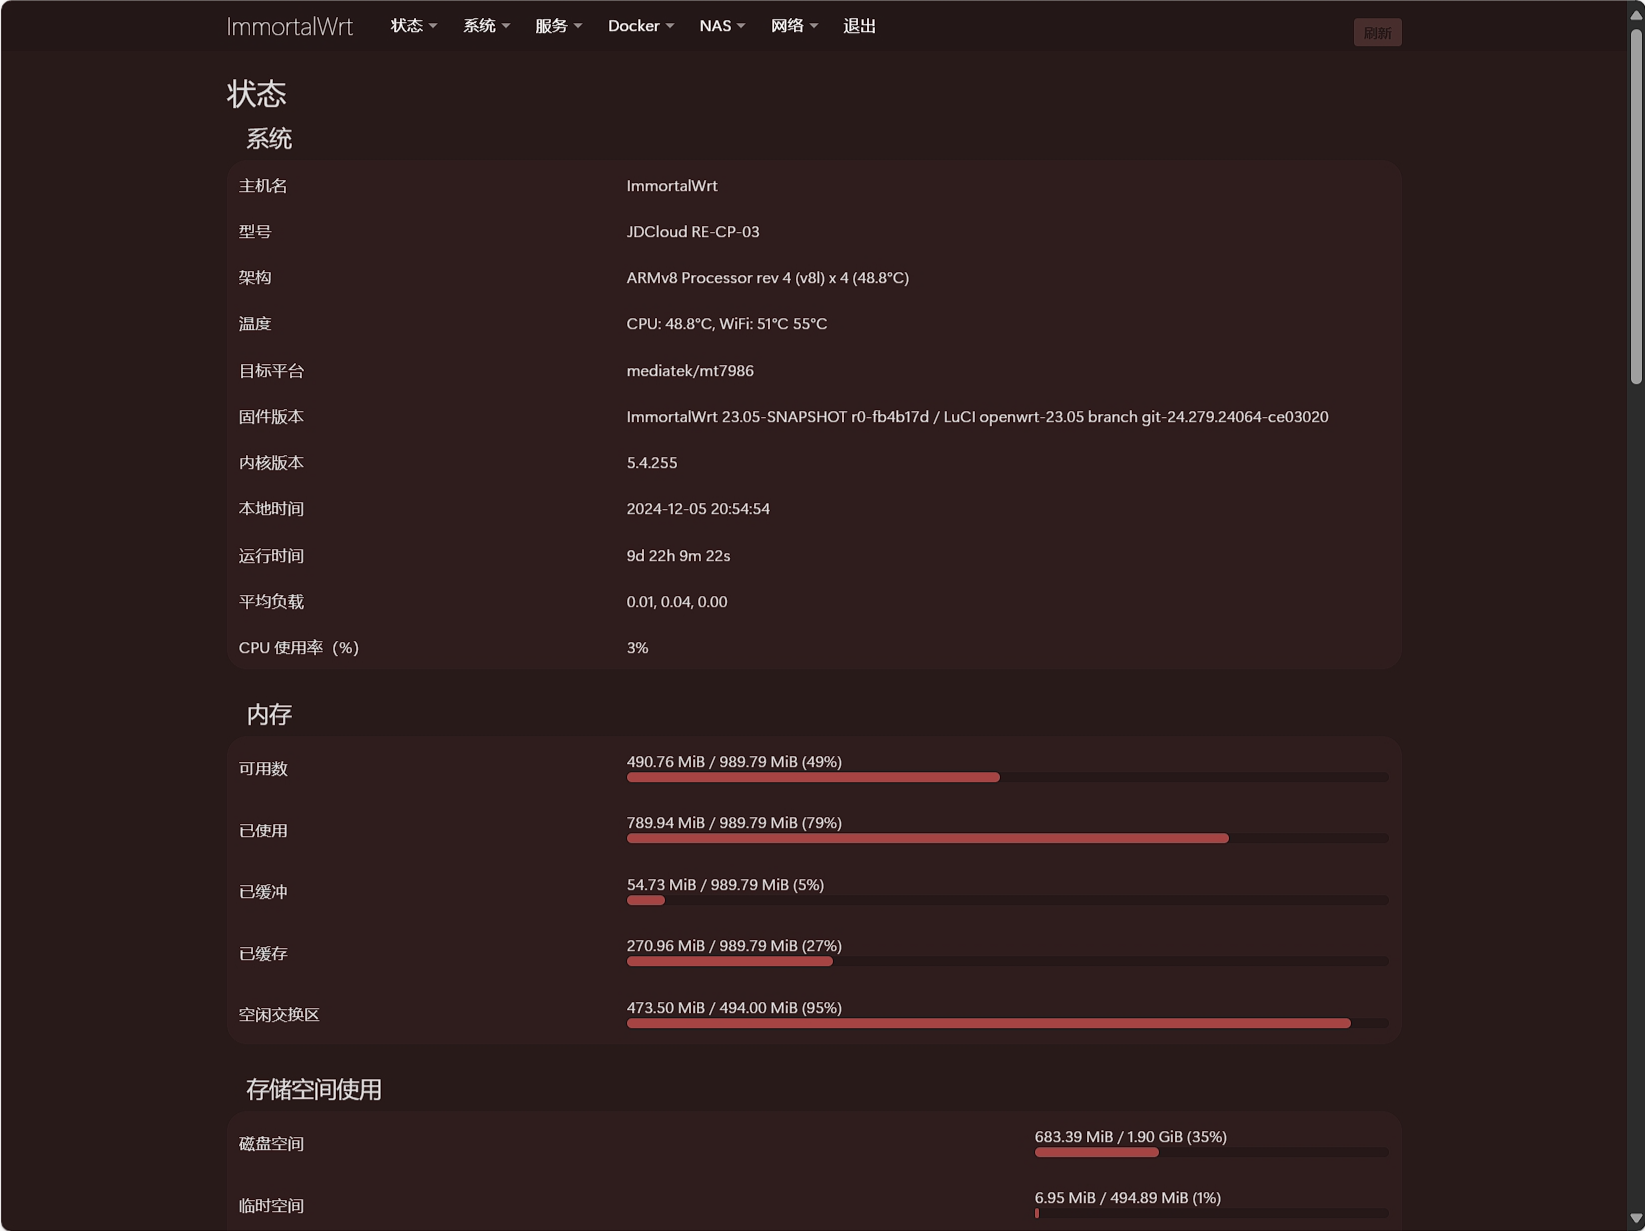 ImmortalWrt 状态 系统 服务 Docker NAS 网络 退出 刷新
状态
系统
主机名 ImmortalWrt
型号 JDCloud RE-CP-03
架构 ARMv8 Processor rev 4 (v8l) x 4 (48.8°C)
温度 CPU: 48.8°C, WiFi: 51°C 55°C
目标平台 mediatek/mt7986
固件版本 ImmortalWrt 23.05-SNAPSHOT r0-fb4b17d / LuCI openwrt-23.05 branch git-24.279.24064-ce03020
内核版本 5.4.255
本地时间 2024-12-05 20:54:54
运行时间 9d 22h 9m 22s
平均负载 0.01, 0.04, 0.00
CPU 使用率（%） 3%
内存
可用数 490.76 MiB / 989.79 MiB (49%)
已使用 789.94 MiB / 989.79 MiB (79%)
已缓冲 54.73 MiB / 989.79 MiB (5%)
已缓存 270.96 MiB / 989.79 MiB (27%)
空闲交换区 473.50 MiB / 494.00 MiB (95%)
存储空间使用
磁盘空间 683.39 MiB / 1.90 GiB (35%)
临时空间 6.95 MiB / 494.89 MiB (1%)